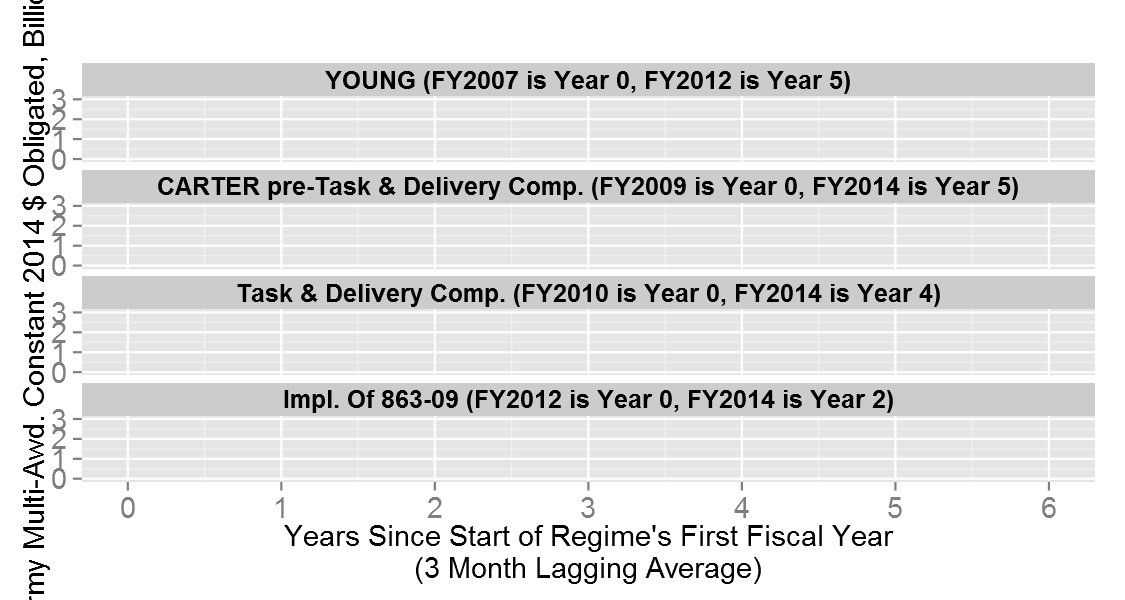 rmy Multi-Awd. Constant 2014 $ Obligated, Billio
YOUNG (FY2007 is Year 0, FY2012 is Year 5)
3
2
1
0
CARTER pre-Task & Delivery Comp. (FY2009 is Year 0, FY2014 is Year 5)
3
2
1
0
Task & Delivery Comp. (FY2010 is Year 0, FY2014 is Year 4)
3
2
1
0
Impl. Of 863-09 (FY2012 is Year 0, FY2014 is Year 2)
3
2
1
0
0 1 2 3 4 5 6
Years Since Start of Regime's First Fiscal Year
(3 Month Lagging Average)